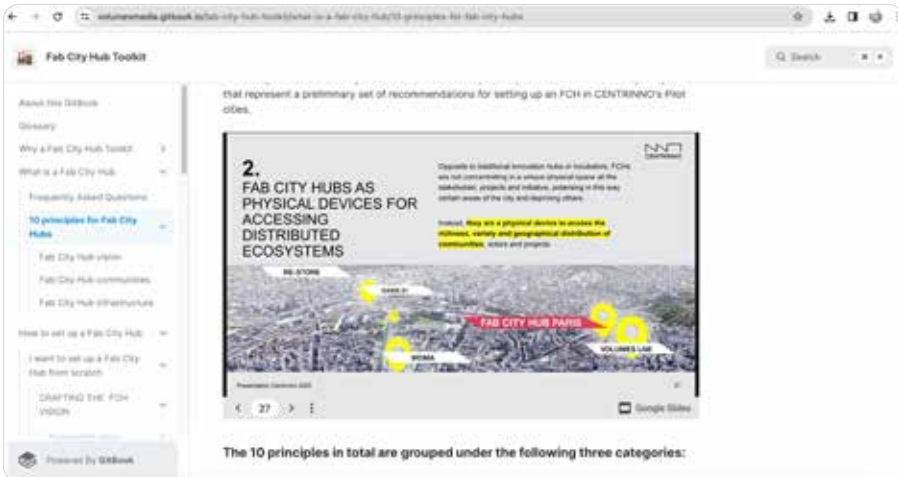 volumesmedia.gitbook.io/fab-city-hub-toolkit/what-is-a-fab-city-hub/10-principles-for-fab-city-hubs
Fab City Hub Toolkit
Search
About this GitBook
Glossary
Why a Fab City Hub Toolkit
What is a Fab City Hub
Frequently Asked Questions
10 principles for Fab City
Hubs
Fab City Hub vision
Fab City Hub communities
Fab City Hub infrastructure
How to set up a Fab City Hub
I want to set up a Fab City
Hub from scratch
DRAFTING THE FCH
VISION
Powered By GitBook
that represent a preliminary set of recommendations for setting up an FCH in CENTRINNO's Pilot
cities.
2.
FAB CITY HUBS AS
PHYSICAL DEVICES FOR
ACCESSING
DISTRIBUTED
ECOSYSTEMS
CENTRINNO
Opposite to traditional innovation hubs or incubators, FCHs
are not concentrating in a unique physical space all the
stakeholder, projects and initiative, polarising in this way
certain areas of the city and depriving others.
Instead, they are a physical device to access the
richness, variety and geographical distribution of
communities, actors and projects.
RE-STORE
FAB CITY HUB PARIS
VOLUMES LAB
WOMA
27
Google Slides
The 10 principles in total are grouped under the following three categories: